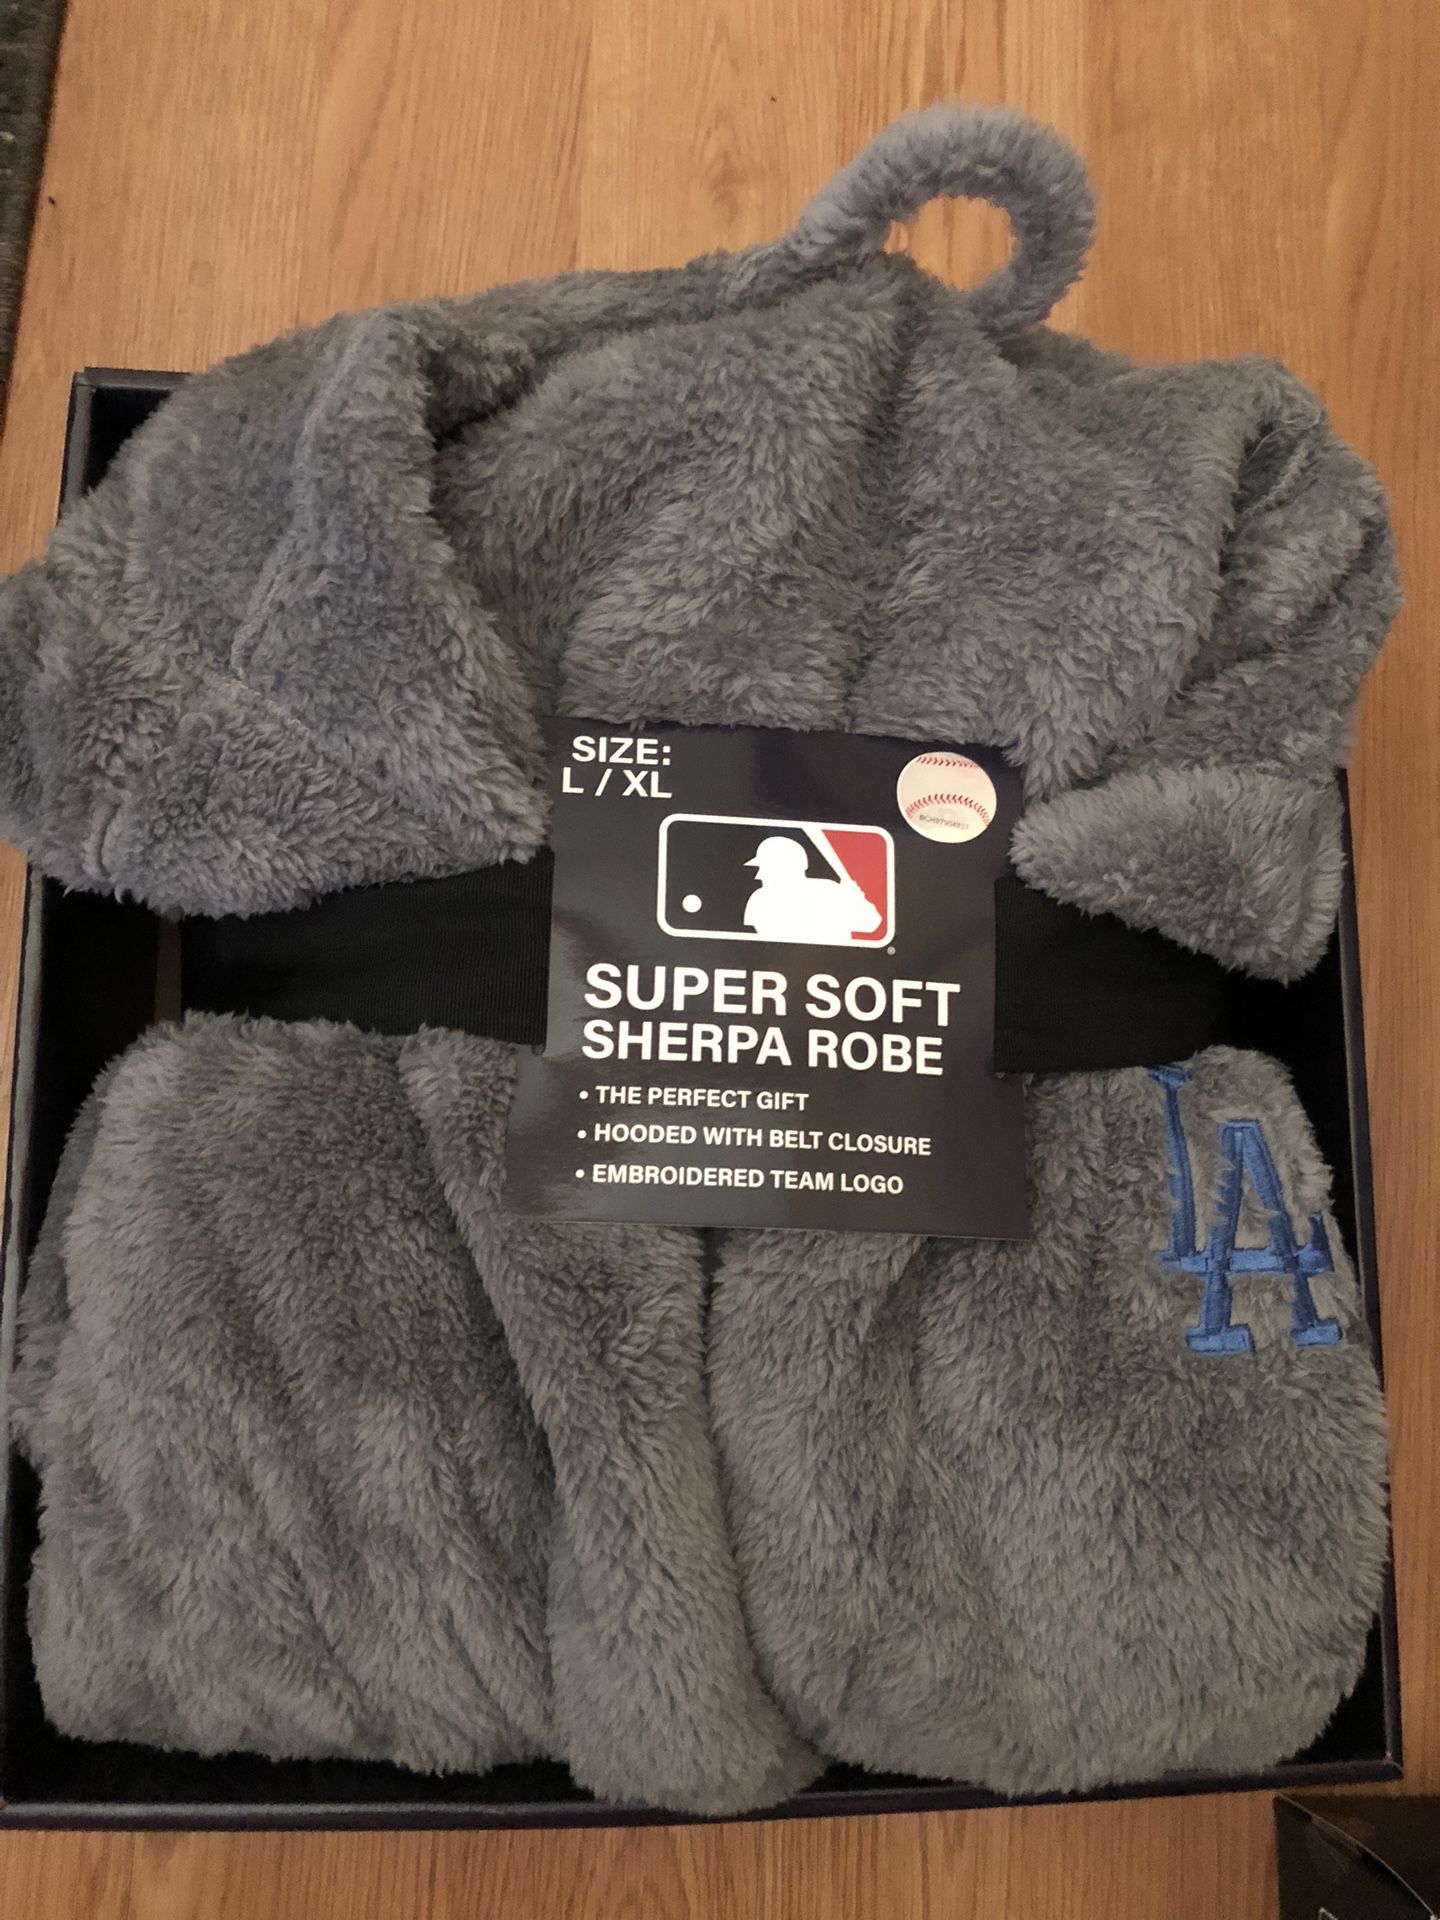 SIZE:
L / XL
SUPER SOFT
SHERPA ROBE
• THE PERFECT GIFT
• HOODED WITH BELT CLOSURE
• EMBROIDERED TEAM LOGO
LA